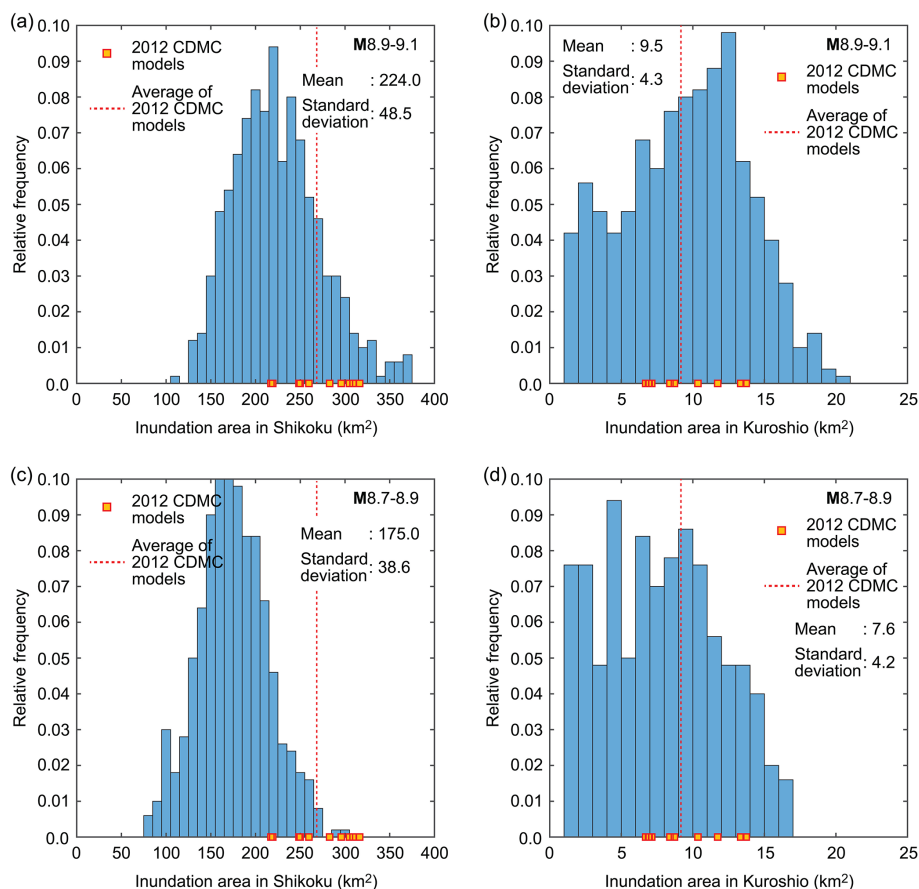 (a)
0.10
0.09
0.08
0.07
0.06
0.05
0.04
0.03
0.02
0.01
0.0
Relative frequency
2012 CDMC
models
Average of
2012 CDMC
models
M8.9-9.1
Mean : 224.0
Standard
deviation : 48.5
0 50 100 150 200 250 300 350 400
Inundation area in Shikoku (km²)
(b)
0.10
0.09
0.08
0.07
0.06
0.05
0.04
0.03
0.02
0.01
0.0
Relative frequency
Mean : 9.5
Standard
deviation : 4.3
M8.9-9.1
2012 CDMC
models
Average of
2012 CDMC
models
0 5 10 15 20 25
Inundation area in Kuroshio (km²)
(c)
0.10
0.09
0.08
0.07
0.06
0.05
0.04
0.03
0.02
0.01
0.00
Relative frequency
2012 CDMC
models
Average of
2012 CDMC
models
M8.7-8.9
Mean : 175.0
Standard
deviation : 38.6
0 50 100 150 200 250 300 350 400
Inundation area in Shikoku (km²)
(d)
0.10
0.09
0.08
0.07
0.06
0.05
0.04
0.03
0.02
0.01
0.00
Relative frequency
M8.7-8.9
2012 CDMC
models
Average of
2012 CDMC
models
Mean : 7.6
Standard
deviation : 4.2
0 5 10 15 20 25
Inundation area in Kuroshio (km²)